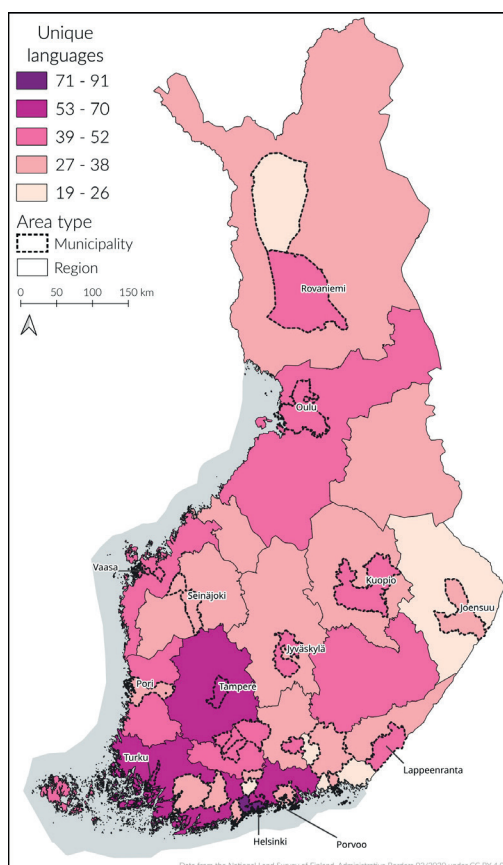 Unique
languages
71 - 91
53 - 70
39 - 52
27 - 38
19 - 26
Area type
Municipality
Region
0 50 100 150 km
Rovaniemi
Oulu
Vaasa
Kuopio
Seinäjoki
Joensuu
Jyväskylä
Pori
Tampere
Turku
Lappeenranta
Helsinki
Porvoo